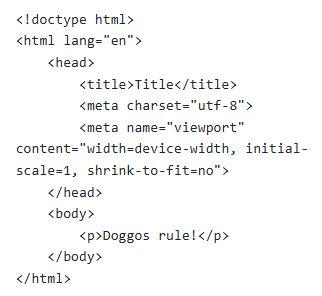 <!doctype html>
<html lang="en">
    <head>
        <title>Title</title>
        <meta charset="utf-8">
        <meta name="viewport"
content="width=device-width, initial-
scale=1, shrink-to-fit=no">
    </head>
    <body>
        <p>Doggos rule!</p>
    </body>
</html>